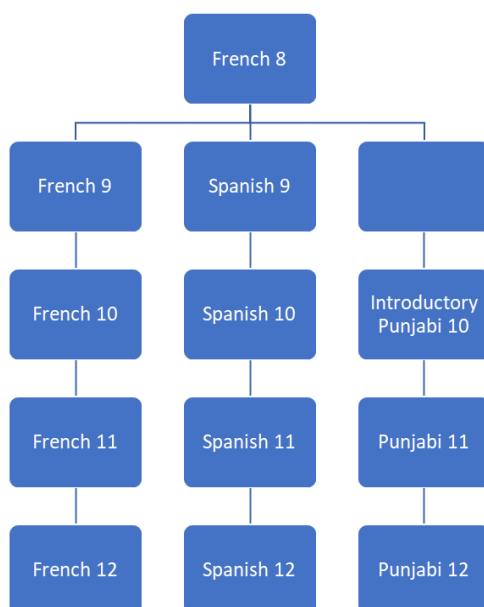 French 8
French 9
Spanish 9
French 10
Spanish 10
Introductory
Punjabi 10
French 11
Spanish 11
Punjabi 11
French 12
Spanish 12
Punjabi 12